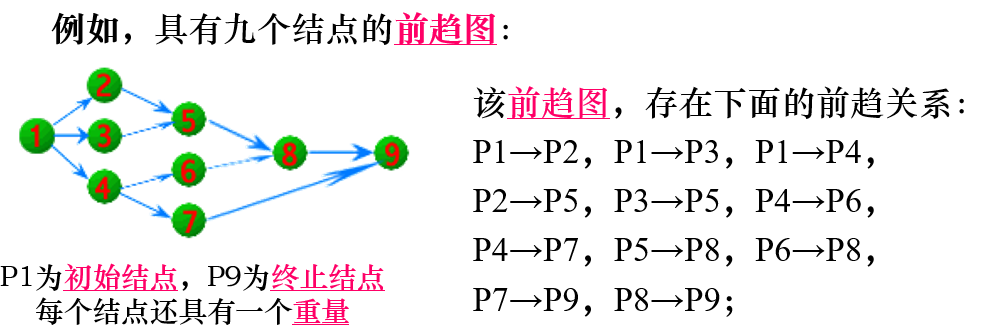 例如，具有九个结点的前趋图：
1
2
3
4
5
6
7
8
9
该前趋图，存在下面的前趋关系：
P1→P2，P1→P3，P1→P4，
P2→P5，P3→P5，P4→P6，
P4→P7，P5→P8，P6→P8，
P7→P9，P8→P9；
P1为初始结点，P9为终止结点
每个结点还具有一个重量